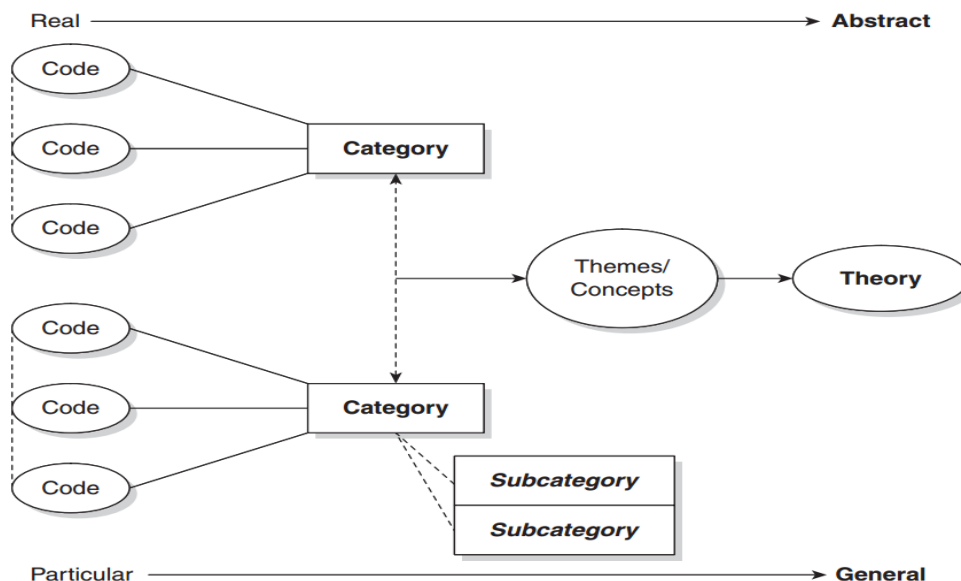 Real
Abstract
Code
Code
Category
Code
Themes/
Concepts
Theory
Code
Code
Category
Code
Subcategory
Subcategory
Particular
General